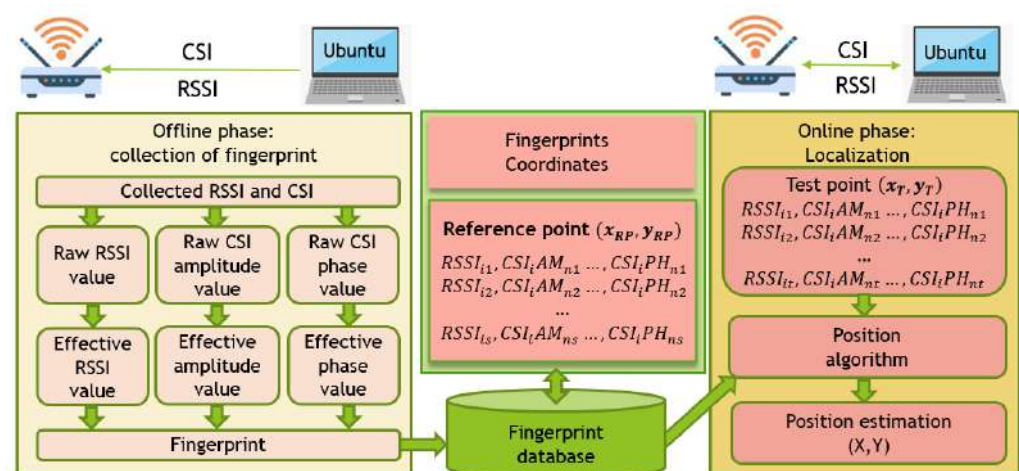 CSI
RSSI
Ubuntu
Offline phase:
collection of fingerprint
Collected RSSI and CSI
Raw RSSI
value
Raw CSI
amplitude
value
Raw CSI
phase
value
Effective
RSSI
value
Effective
amplitude
value
Effective
phase
value
Fingerprint
Fingerprints
Coordinates
Reference point (x_RP, y_RP)
RSSI_i1, CSI_iAM_n1 ..., CSI_iPH_n1
RSSI_i2, CSI_iAM_n2 ..., CSI_iPH_n2
...
RSSI_is, CSI_iAM_ns ..., CSI_iPH_ns
Fingerprint
database
CSI
RSSI
Ubuntu
Online phase:
Localization
Test point (x_T, y_T)
RSSI_i1, CSI_iAM_n1 ..., CSI_iPH_n1
RSSI_i2, CSI_iAM_n2 ..., CSI_iPH_n2
...
RSSI_it, CSI_iAM_nt ..., CSI_iPH_nt
Position
algorithm
Position estimation
(X,Y)